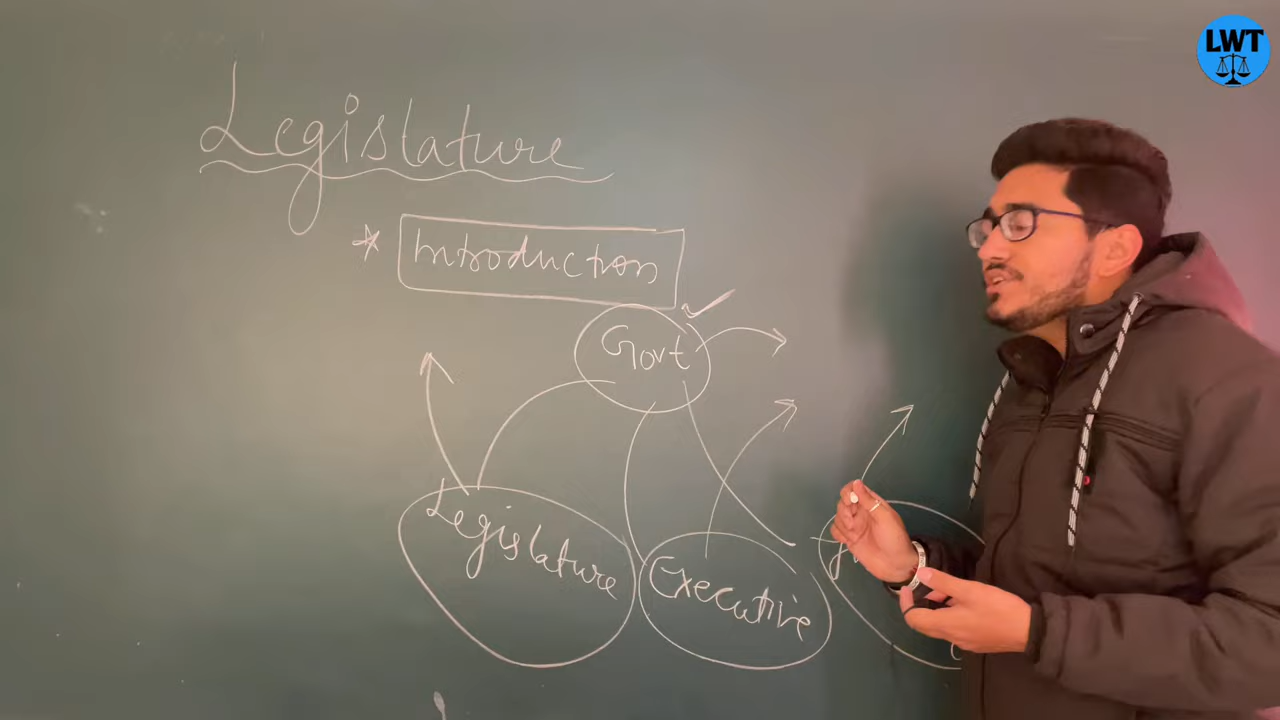 LWT
Legislature
* Introduction
Govt
Legislature
Executive